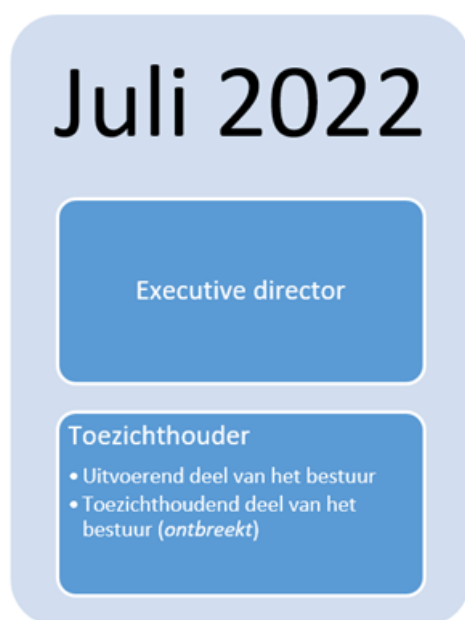 Juli 2022
Executive director
Toezichthouder
• Uitvoerend deel van het bestuur
• Toezichthoudend deel van het
bestuur (ontbreekt)